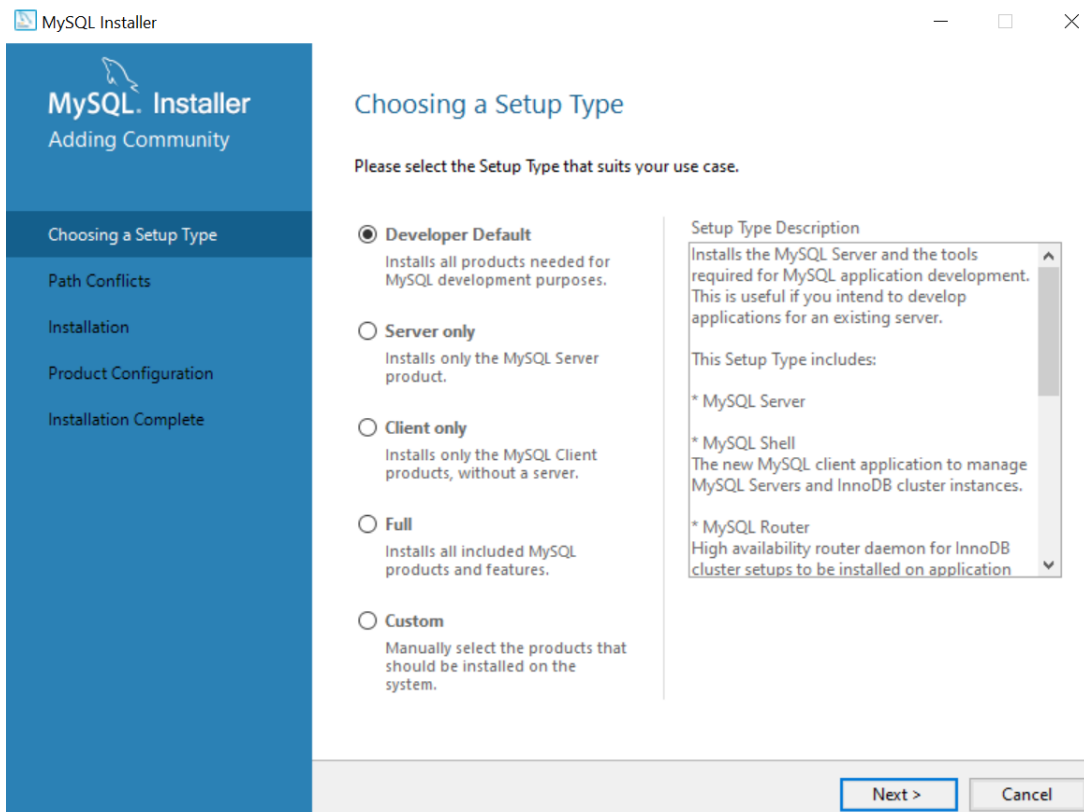 MySQL Installer
MySQL. Installer
Adding Community
Choosing a Setup Type
Path Conflicts
Installation
Product Configuration
Installation Complete
Choosing a Setup Type
Please select the Setup Type that suits your use case.
Developer Default
Installs all products needed for
MySQL development purposes.
Server only
Installs only the MySQL Server
product.
Client only
Installs only the MySQL Client
products, without a server.
Full
Installs all included MySQL
products and features.
Custom
Manually select the products that
should be installed on the
system.
Setup Type Description
Installs the MySQL Server and the tools
required for MySQL application development.
This is useful if you intend to develop
applications for an existing server.
This Setup Type includes:
* MySQL Server
* MySQL Shell
The new MySQL client application to manage
MySQL Servers and InnoDB cluster instances.
* MySQL Router
High availability router daemon for InnoDB
cluster setups to be installed on application
Next >
Cancel